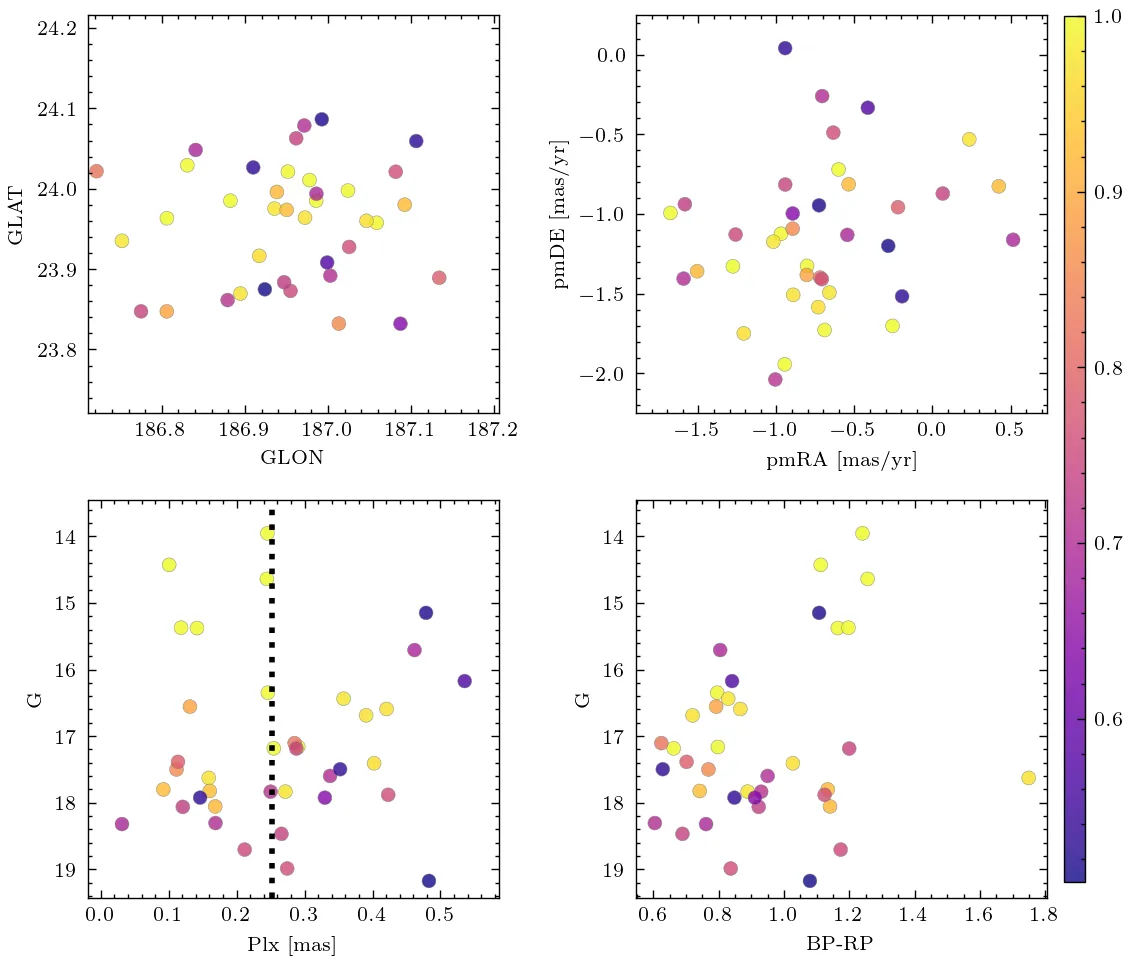 24.2
24.1
24.0
23.9
23.8
GLAT
186.8 186.9 187.0 187.1 187.2
GLON
0.0
−0.5
−1.0
−1.5
−2.0
pmDE [mas/yr]
−1.5 −1.0 −0.5 0.0 0.5
pmRA [mas/yr]
1.0
0.9
0.8
0.7
0.6
14
15
16
17
18
19
G
0.0 0.1 0.2 0.3 0.4 0.5
Plx [mas]
14
15
16
17
18
19
G
0.6 0.8 1.0 1.2 1.4 1.6 1.8
BP-RP